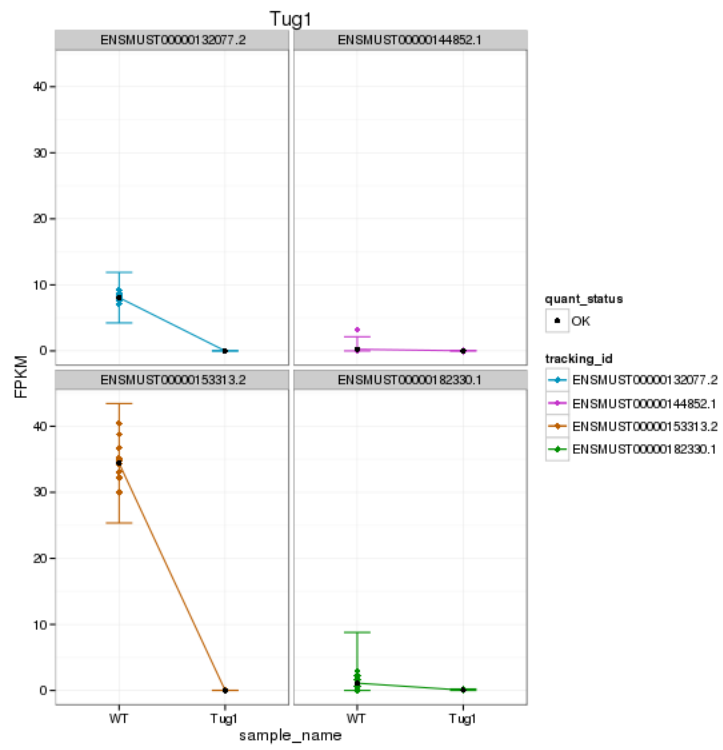 Tug1
ENSMUST00000132077.2 ENSMUST00000144852.1
40
30
20
10
0
ENSMUST00000153313.2 ENSMUST00000182330.1
40
30
20
10
0
FPKM
WT Tug1 WT Tug1
sample_name
quant_status
OK
tracking_id
ENSMUST00000132077.2
ENSMUST00000144852.1
ENSMUST00000153313.2
ENSMUST00000182330.1